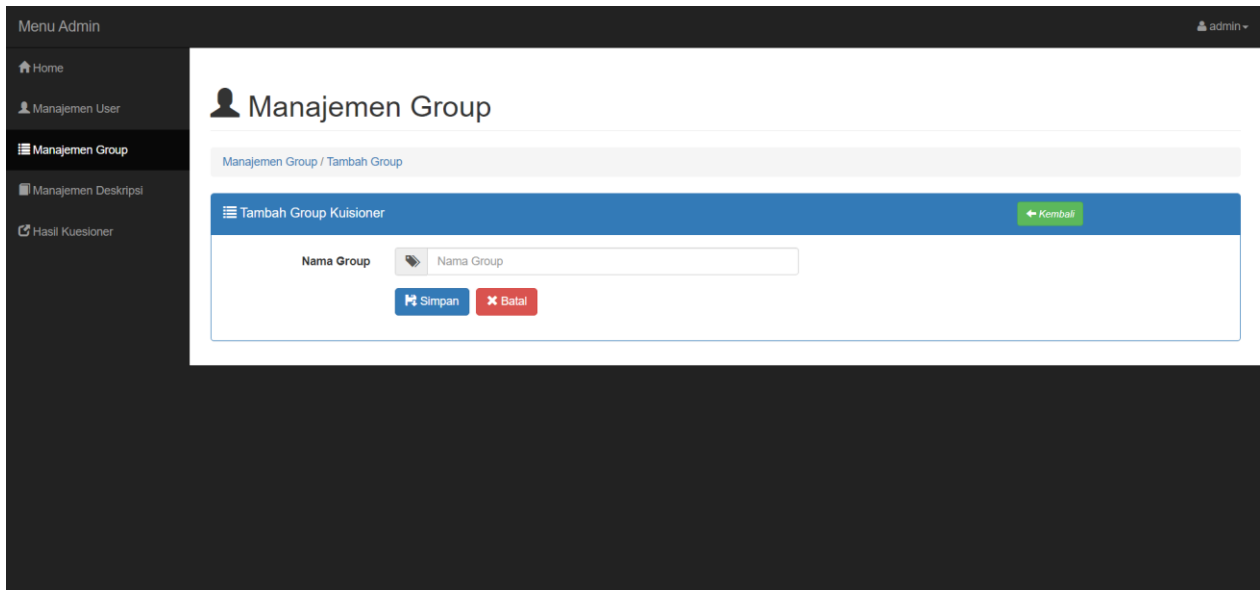 Menu Admin
admin
Home
Manajemen User
Manajemen Group
Manajemen Deskripsi
Hasil Kuesioner
Manajemen Group
Manajemen Group / Tambah Group
Tambah Group Kuisioner
Kembali
Nama Group
Nama Group
Simpan
Batal